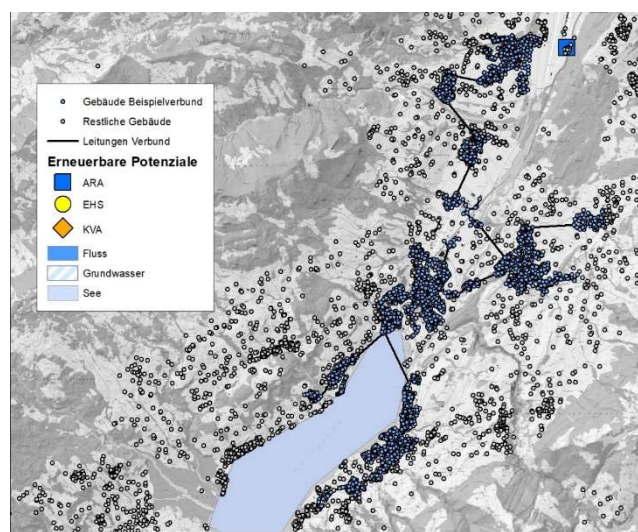 Gebäude Beispielverbund
Restliche Gebäude
Leitungen Verbund
Erneuerbare Potenziale
ARA
EHS
KVA
Fluss
Grundwasser
See